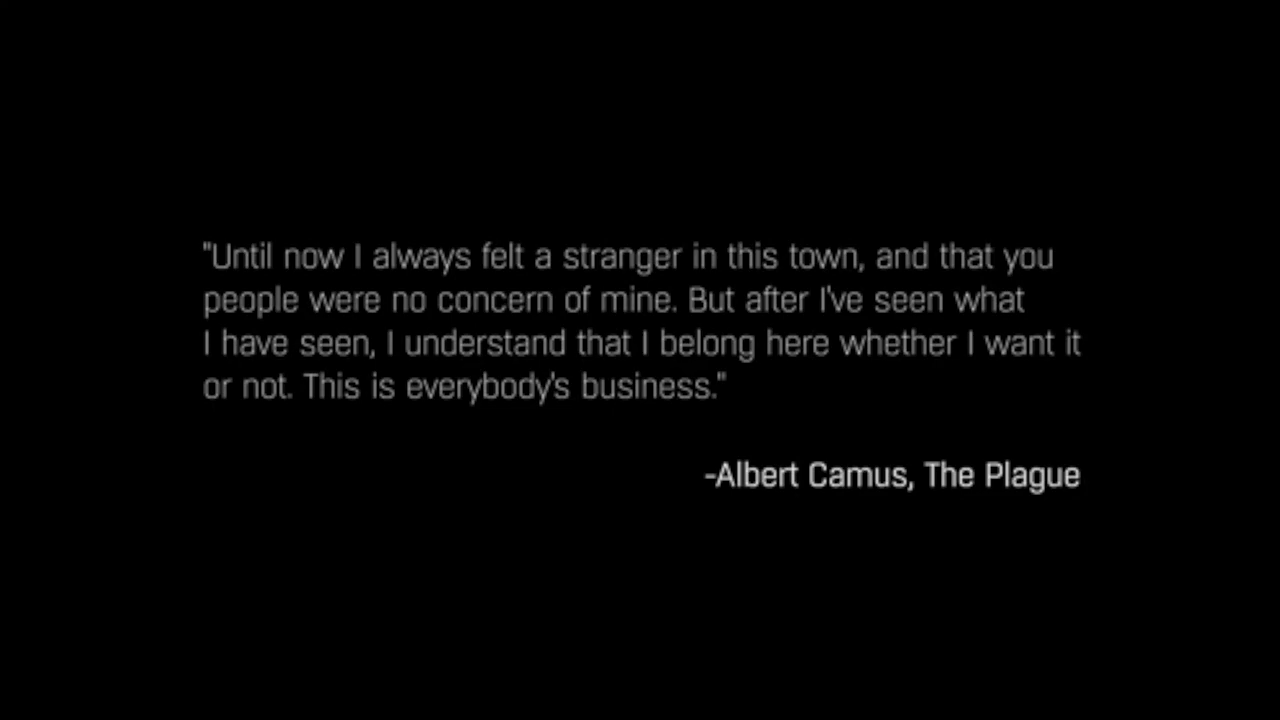 "Until now I always felt a stranger in this town, and that you
people were no concern of mine. But after I've seen what
I have seen, I understand that I belong here whether I want it
or not. This is everybody's business."
-Albert Camus, The Plague